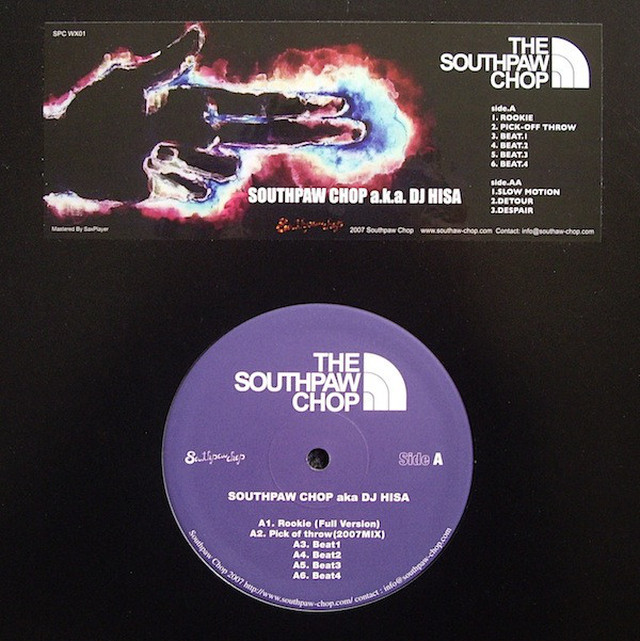 SPC WX01
THE
SOUTHPAW
CHOP
side.A
1. ROOKIE
2. PICK-OFF THROW
3. BEAT.1
4. BEAT.2
5. BEAT.3
6. BEAT.4
side.AA
1.SLOW MOTION
2.DETOUR
3.DESPAIR
SOUTHPAW CHOP a.k.a. DJ HISA
Mastered By SaxPlayer
Southpawchop
2007 Southpaw Chop www.southaw-chop.com Contact: info@southaw-chop.com
THE
SOUTHPAW
CHOP
Southpawchop
Side A
SOUTHPAW CHOP aka DJ HISA
A1. Rookie (Full Version)
A2. Pick of throw(2007MIX)
A3. Beat1
A4. Beat2
A5. Beat3
A6. Beat4
Southpaw Chop 2007 http://www.southpaw-chop.com/ contact : info@southpaw-chop.com